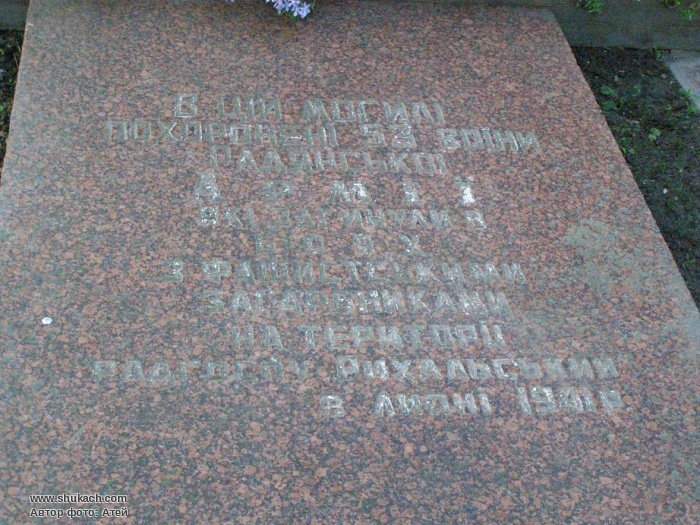 В ЦІЙ МОГИЛІ
ПОХОРОНЕНІ 53 ВОЇНИ
РАДЯНСЬКОЇ
АРМІЇ
ЯКІ ЗАГИНУЛИ В
БОЯХ
З ФАШИСТСЬКИМИ
ЗАГАРБНИКАМИ
НА ТЕРИТОРІЇ
РАДГОСПУ РИХАЛЬСЬКИЙ
В ЛИПНІ 1941 Р
www.shukach.com
Автор фото: Атей